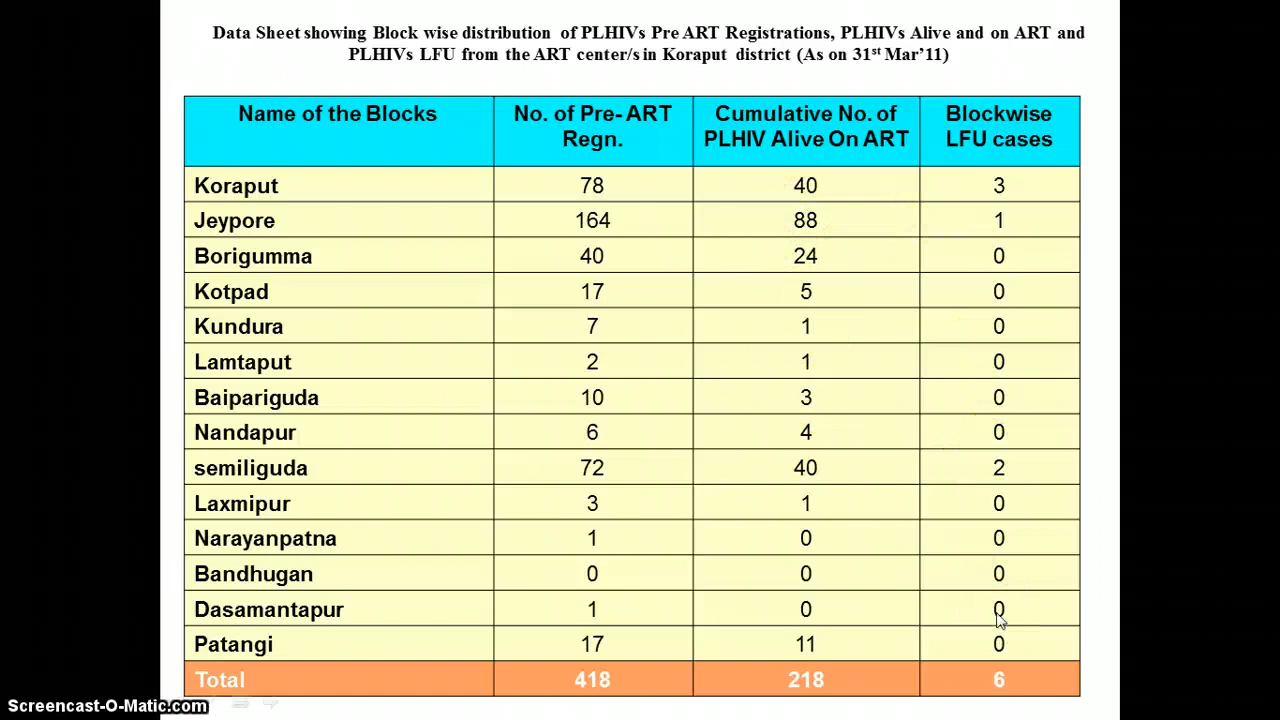 Data Sheet showing Block wise distribution of PLHIVs Pre ART Registrations, PLHIVs Alive and on ART and
PLHIVs LFU from the ART center/s in Koraput district (As on 31st Mar'11)
Name of the Blocks No. of Pre- ART Regn. Cumulative No. of PLHIV Alive On ART Blockwise LFU cases
Koraput 78 40 3
Jeypore 164 88 1
Borigumma 40 24 0
Kotpad 17 5 0
Kundura 7 1 0
Lamtaput 2 1 0
Baipariguda 10 3 0
Nandapur 6 4 0
semiliguda 72 40 2
Laxmipur 3 1 0
Narayanpatna 1 0 0
Bandhugan 0 0 0
Dasamantapur 1 0 0
Patangi 17 11 0
Total 418 218 6
Screencast-O-Matic.com